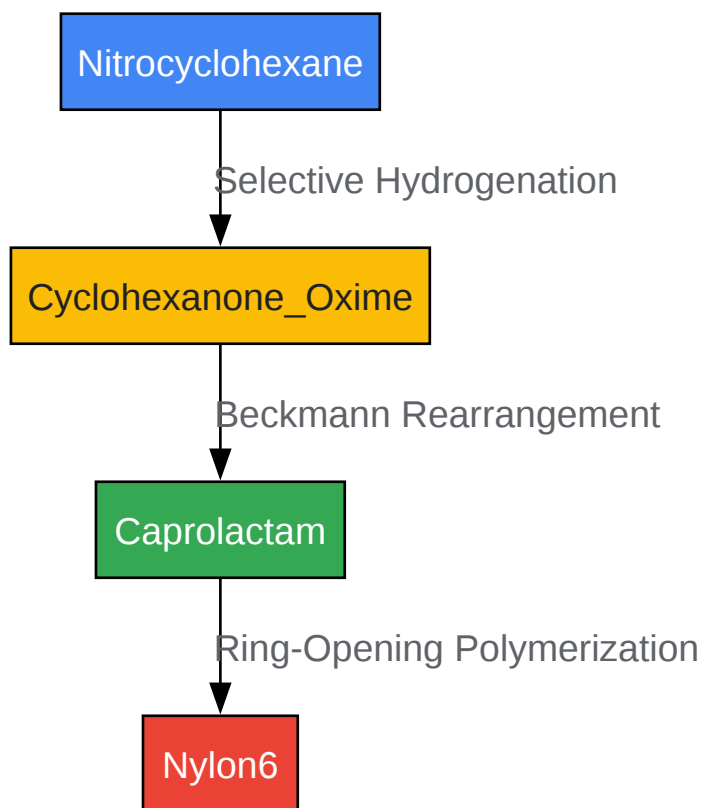 Nitrocyclohexane
Selective Hydrogenation
Cyclohexanone_Oxime
Beckmann Rearrangement
Caprolactam
Ring-Opening Polymerization
Nylon6